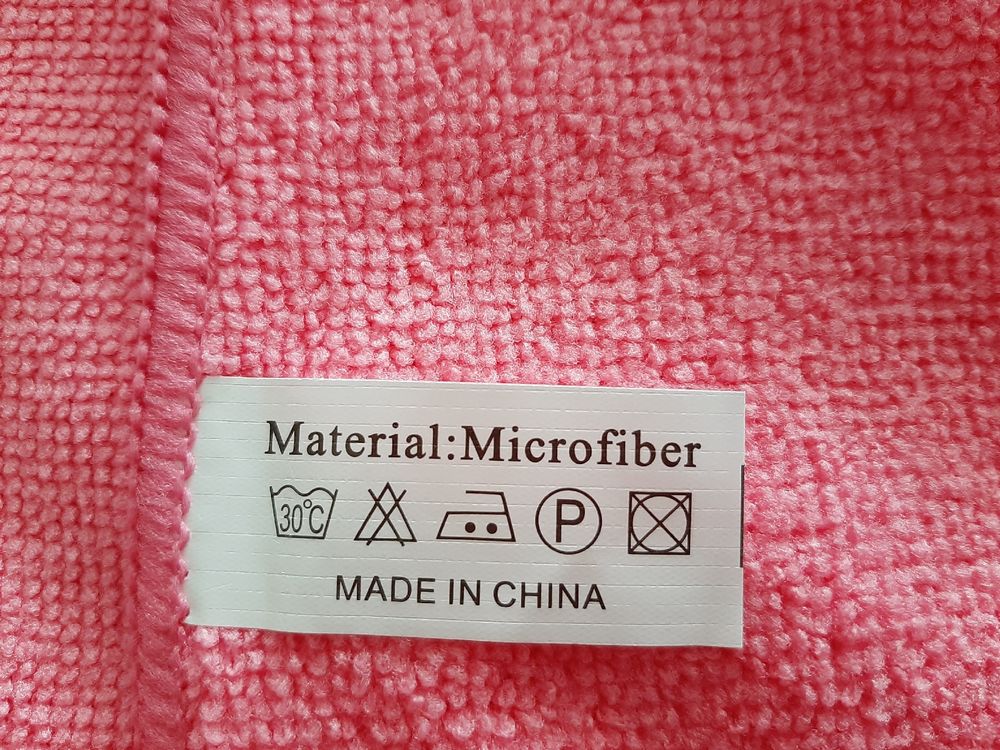 Material:Microfiber
30℃ P
MADE IN CHINA